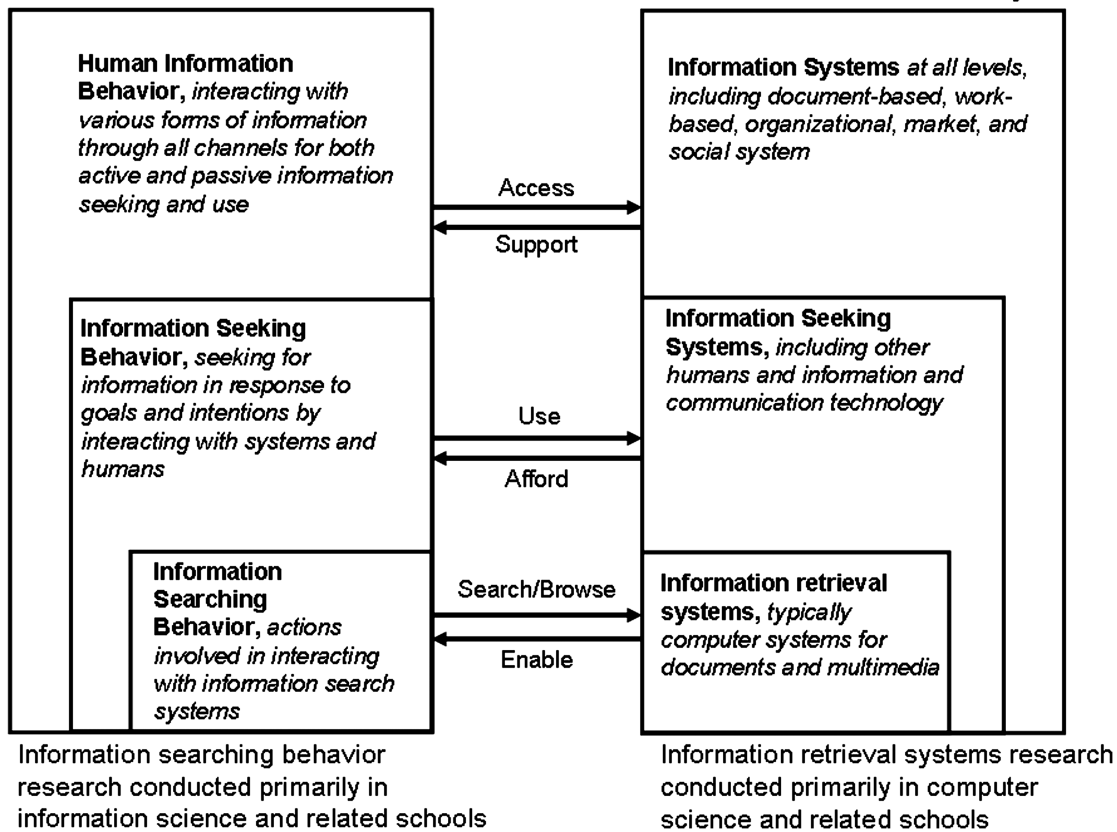 Human Information
Behavior, interacting with
various forms of information
through all channels for both
active and passive information
seeking and use
Information Systems at all levels,
including document-based, work-
based, organizational, market, and
social system
Access
Support
Information Seeking
Behavior, seeking for
information in response to
goals and intentions by
interacting with systems and
humans
Information Seeking
Systems, including other
humans and information and
communication technology
Use
Afford
Information
Searching
Behavior, actions
involved in interacting
with information search
systems
Search/Browse
Enable
Information retrieval
systems, typically
computer systems for
documents and multimedia
Information searching behavior
research conducted primarily in
information science and related schools
Information retrieval systems research
conducted primarily in computer
science and related schools